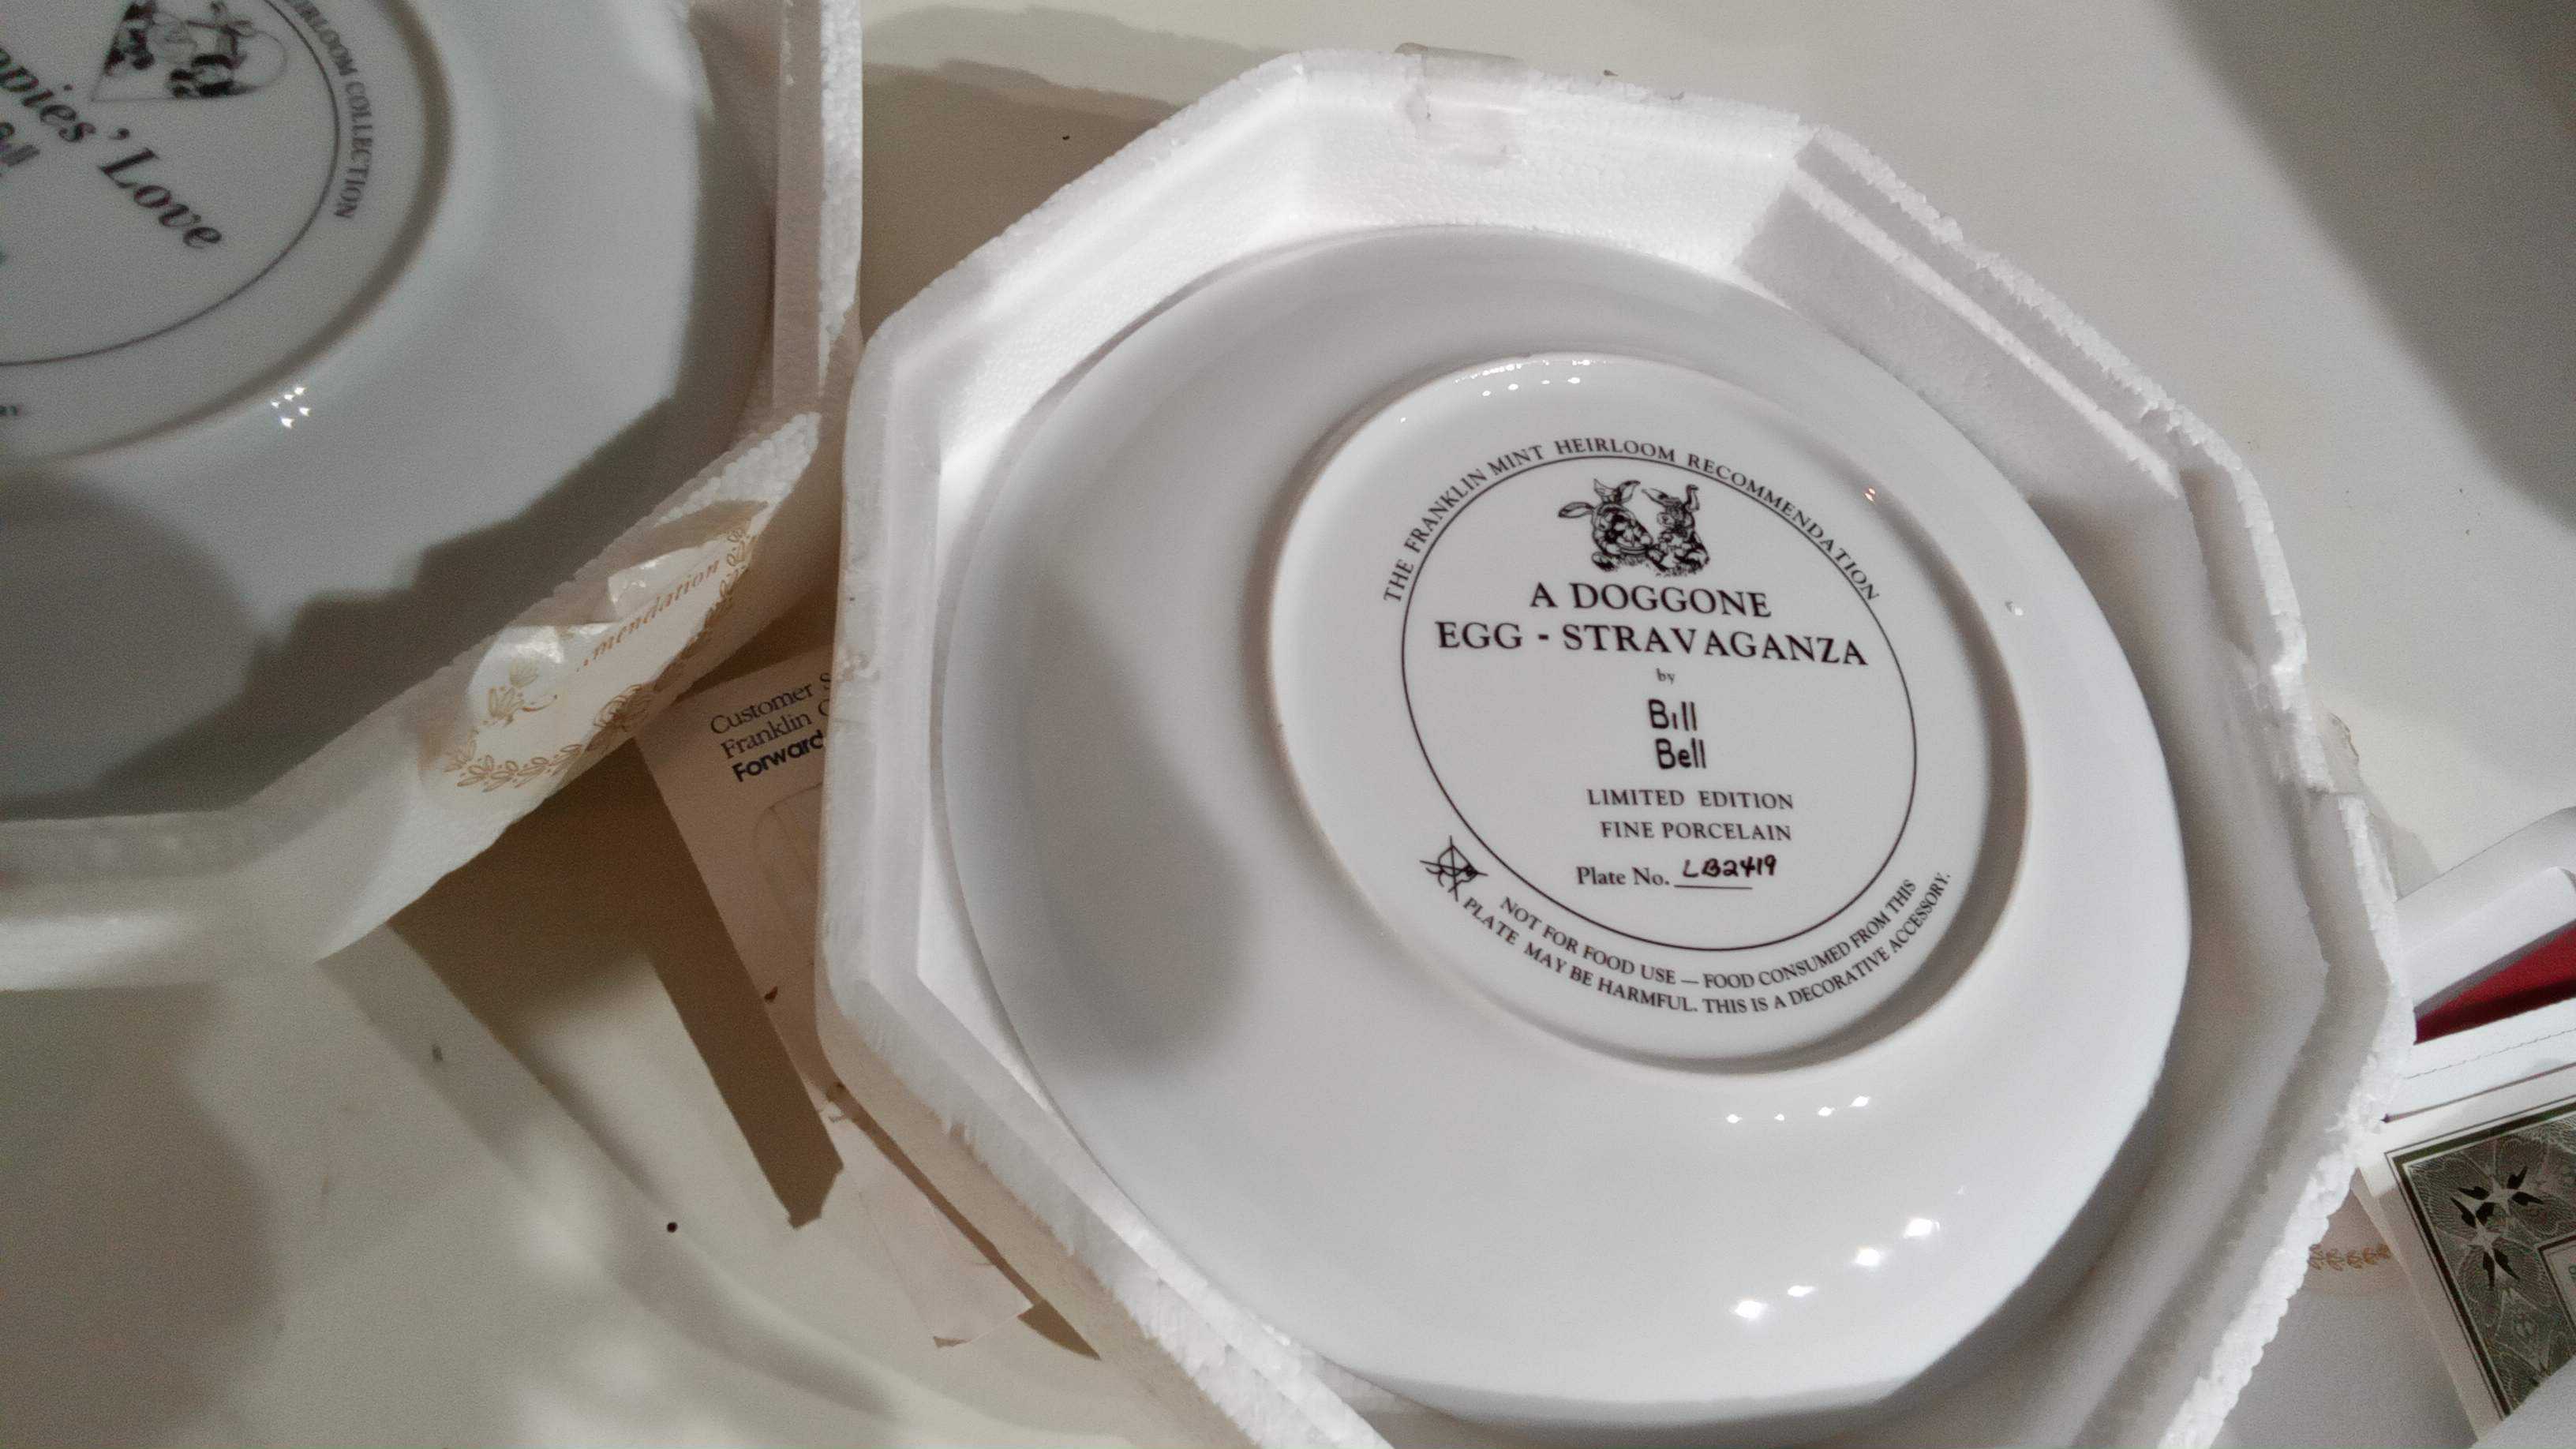 HEIRLOOM COLLECTION
Love
mendation
Customer
Franklin
Forward
THE FRANKLIN MINT HEIRLOOM RECOMMENDATION
A DOGGONE
EGG - STRAVAGANZA
by
Bill
Bell
LIMITED EDITION
FINE PORCELAIN
Plate No. LB2419
NOT FOR FOOD USE — FOOD CONSUMED FROM THIS
PLATE MAY BE HARMFUL. THIS IS A DECORATIVE ACCESSORY.